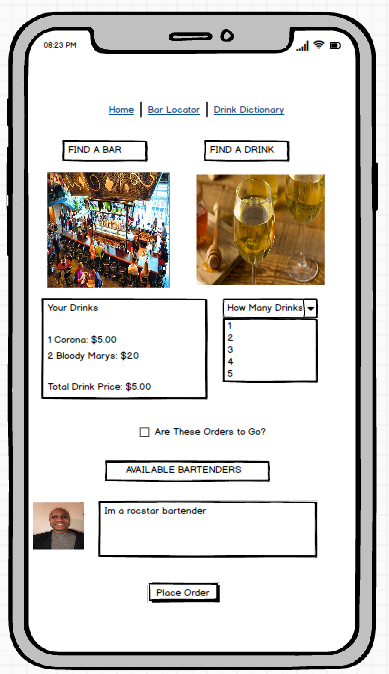 08:23 PM
Home | Bar Locator | Drink Dictionary
FIND A BAR
FIND A DRINK
Your Drinks
1 Corona: $5.00
2 Bloody Marys: $20
Total Drink Price: $5.00
How Many Drinks
1
2
3
4
5
Are These Orders to Go?
AVAILABLE BARTENDERS
Im a rocstar bartender
Place Order